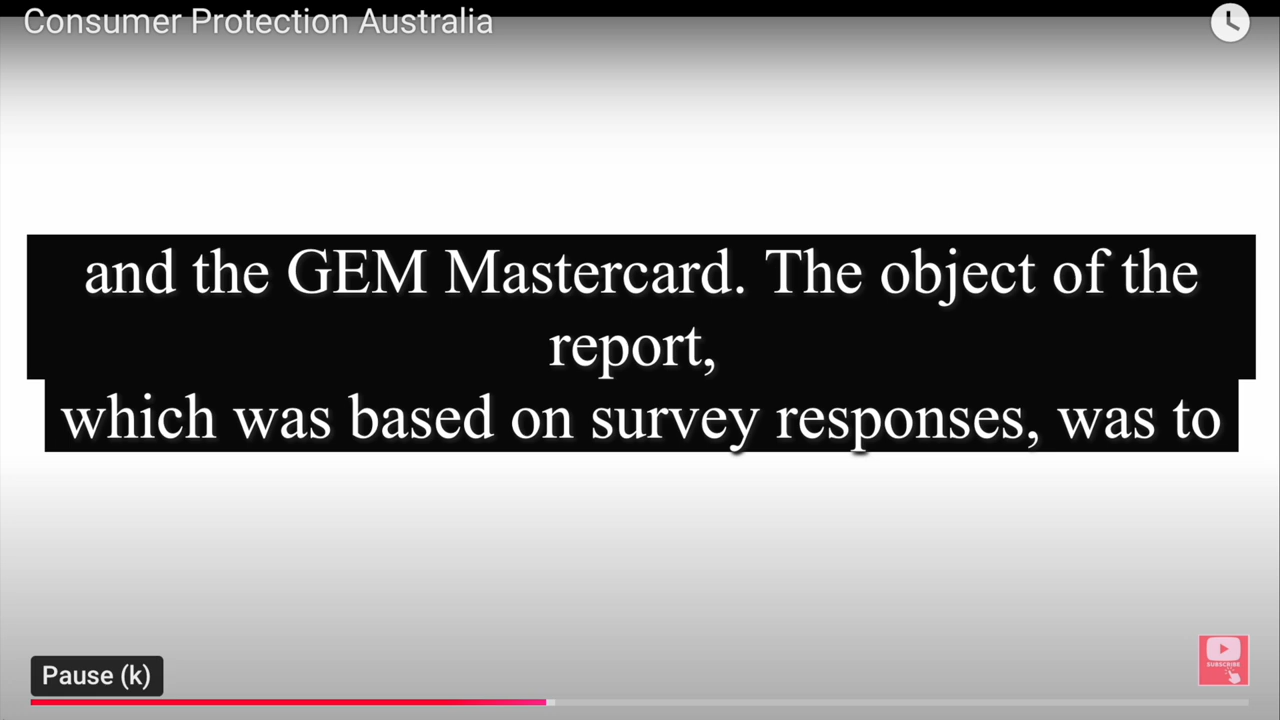 Consumer Protection Australia
and the GEM Mastercard. The object of the
report,
which was based on survey responses, was to
SUBSCRIBE
Pause (k)